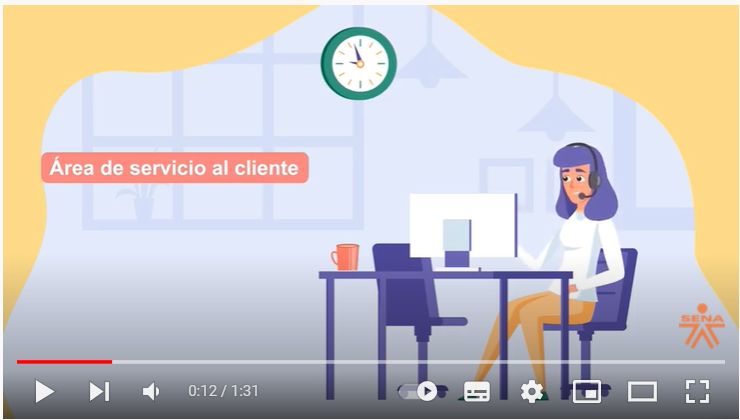 Área de servicio al cliente
SENA
0:12 / 1:31